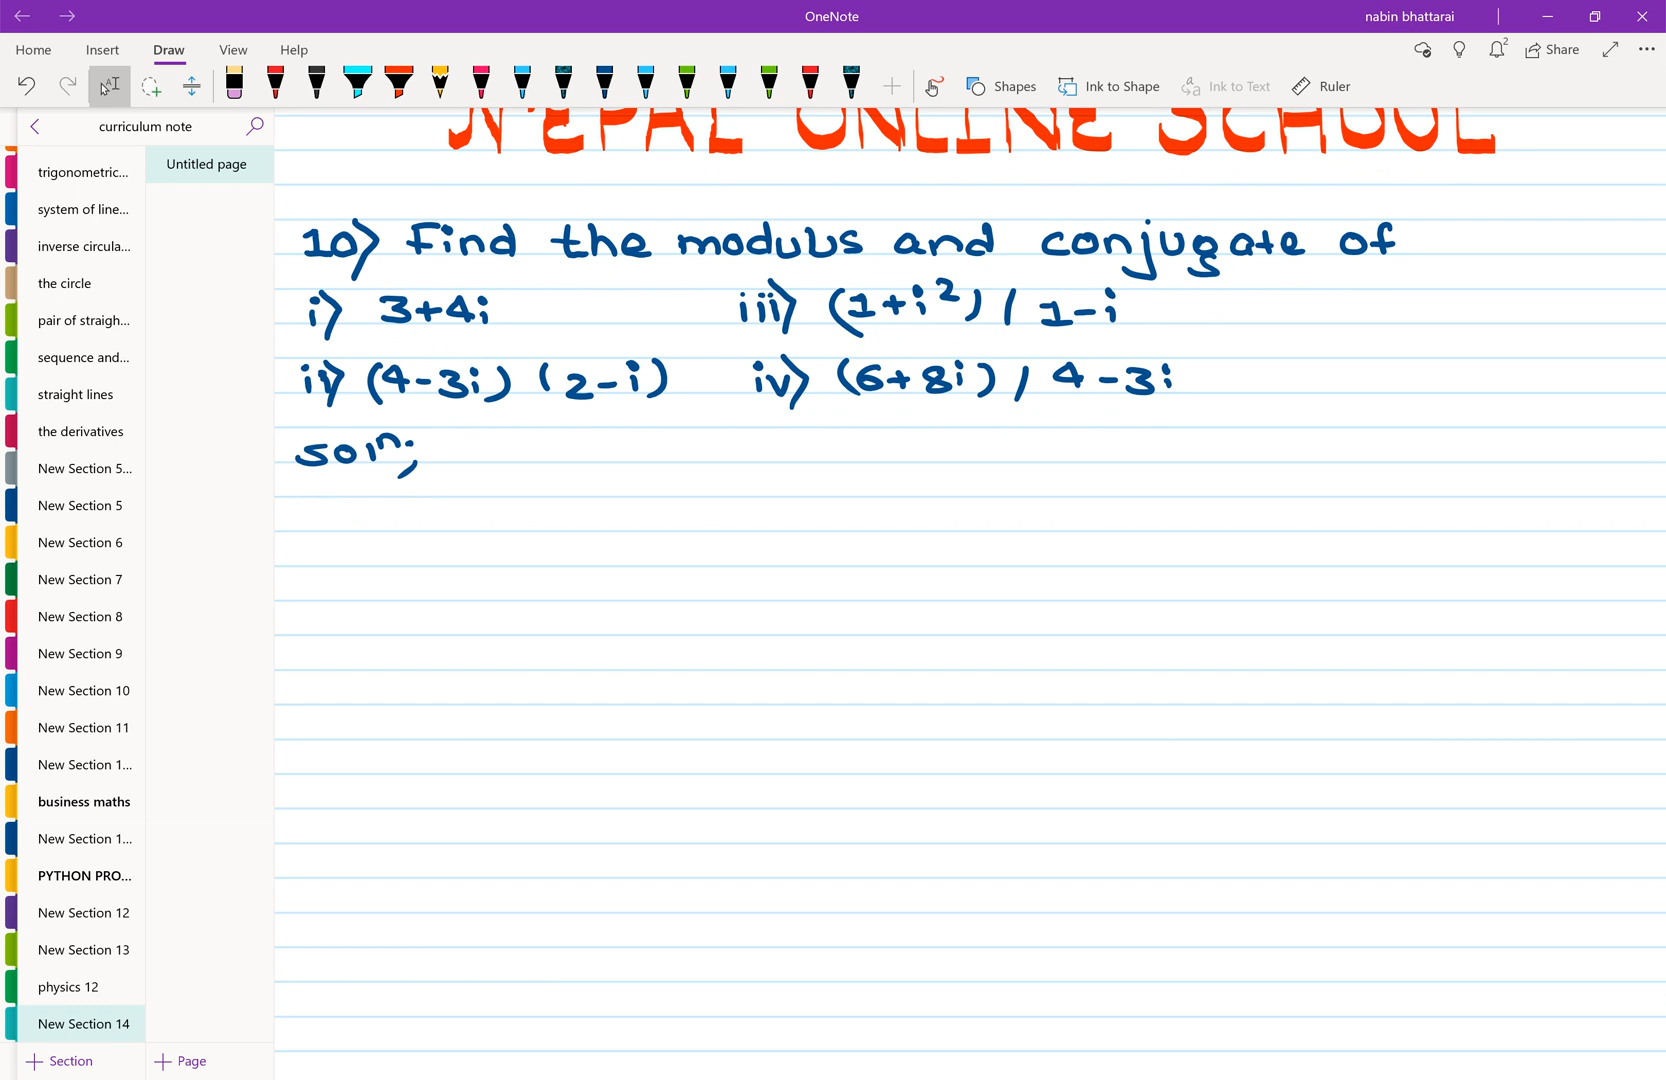 OneNote
nabin bhattarai
Home Insert Draw View Help
2 Share
Shapes Ink to Shape Ink to Text Ruler
curriculum note
Untitled page
trigonometric...
system of line...
inverse circula...
the circle
pair of straigh...
sequence and...
straight lines
the derivatives
New Section 5...
New Section 5
New Section 6
New Section 7
New Section 8
New Section 9
New Section 10
New Section 11
New Section 1...
business maths
New Section 1...
PYTHON PRO...
New Section 12
New Section 13
physics 12
New Section 14
+ Section + Page
NEPAL ONLINE SCHOOL
10) Find the modulus and conjugate of
i) 3+4i iii) (1+i²) / 1-i
ii) (4-3i) (2-i) iv) (6+8i) / 4-3i
solⁿ;